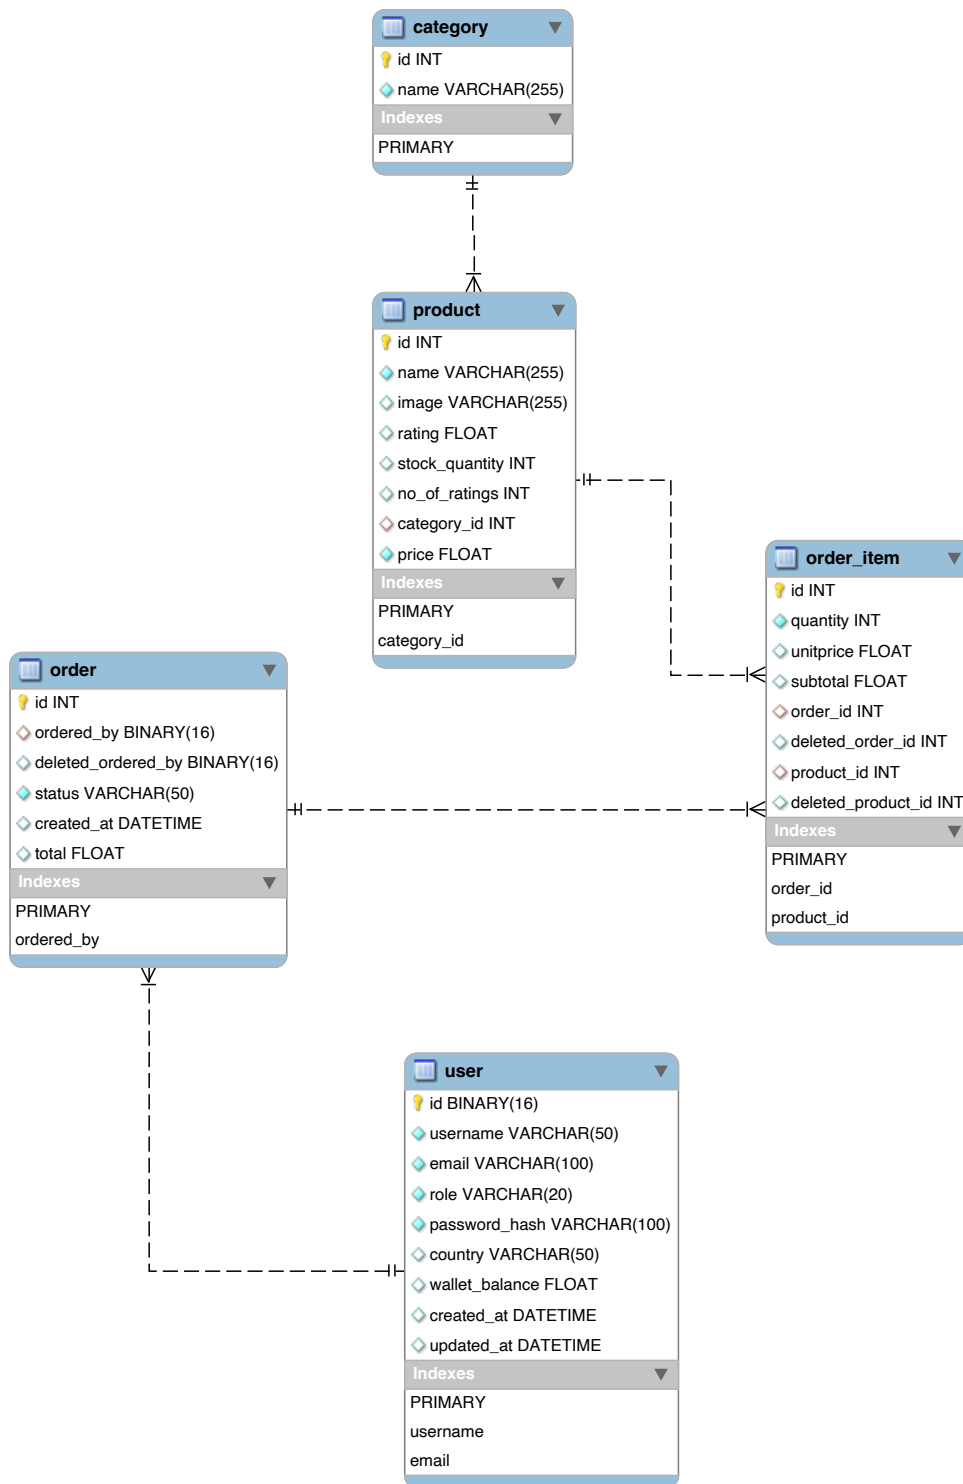 category
id INT
name VARCHAR(255)
Indexes
PRIMARY
product
id INT
name VARCHAR(255)
image VARCHAR(255)
rating FLOAT
stock_quantity INT
no_of_ratings INT
category_id INT
price FLOAT
Indexes
PRIMARY
category_id
order_item
id INT
quantity INT
unitprice FLOAT
subtotal FLOAT
order_id INT
deleted_order_id INT
product_id INT
deleted_product_id INT
Indexes
PRIMARY
order_id
product_id
order
id INT
ordered_by BINARY(16)
deleted_ordered_by BINARY(16)
status VARCHAR(50)
created_at DATETIME
total FLOAT
Indexes
PRIMARY
ordered_by
user
id BINARY(16)
username VARCHAR(50)
email VARCHAR(100)
role VARCHAR(20)
password_hash VARCHAR(100)
country VARCHAR(50)
wallet_balance FLOAT
created_at DATETIME
updated_at DATETIME
Indexes
PRIMARY
username
email